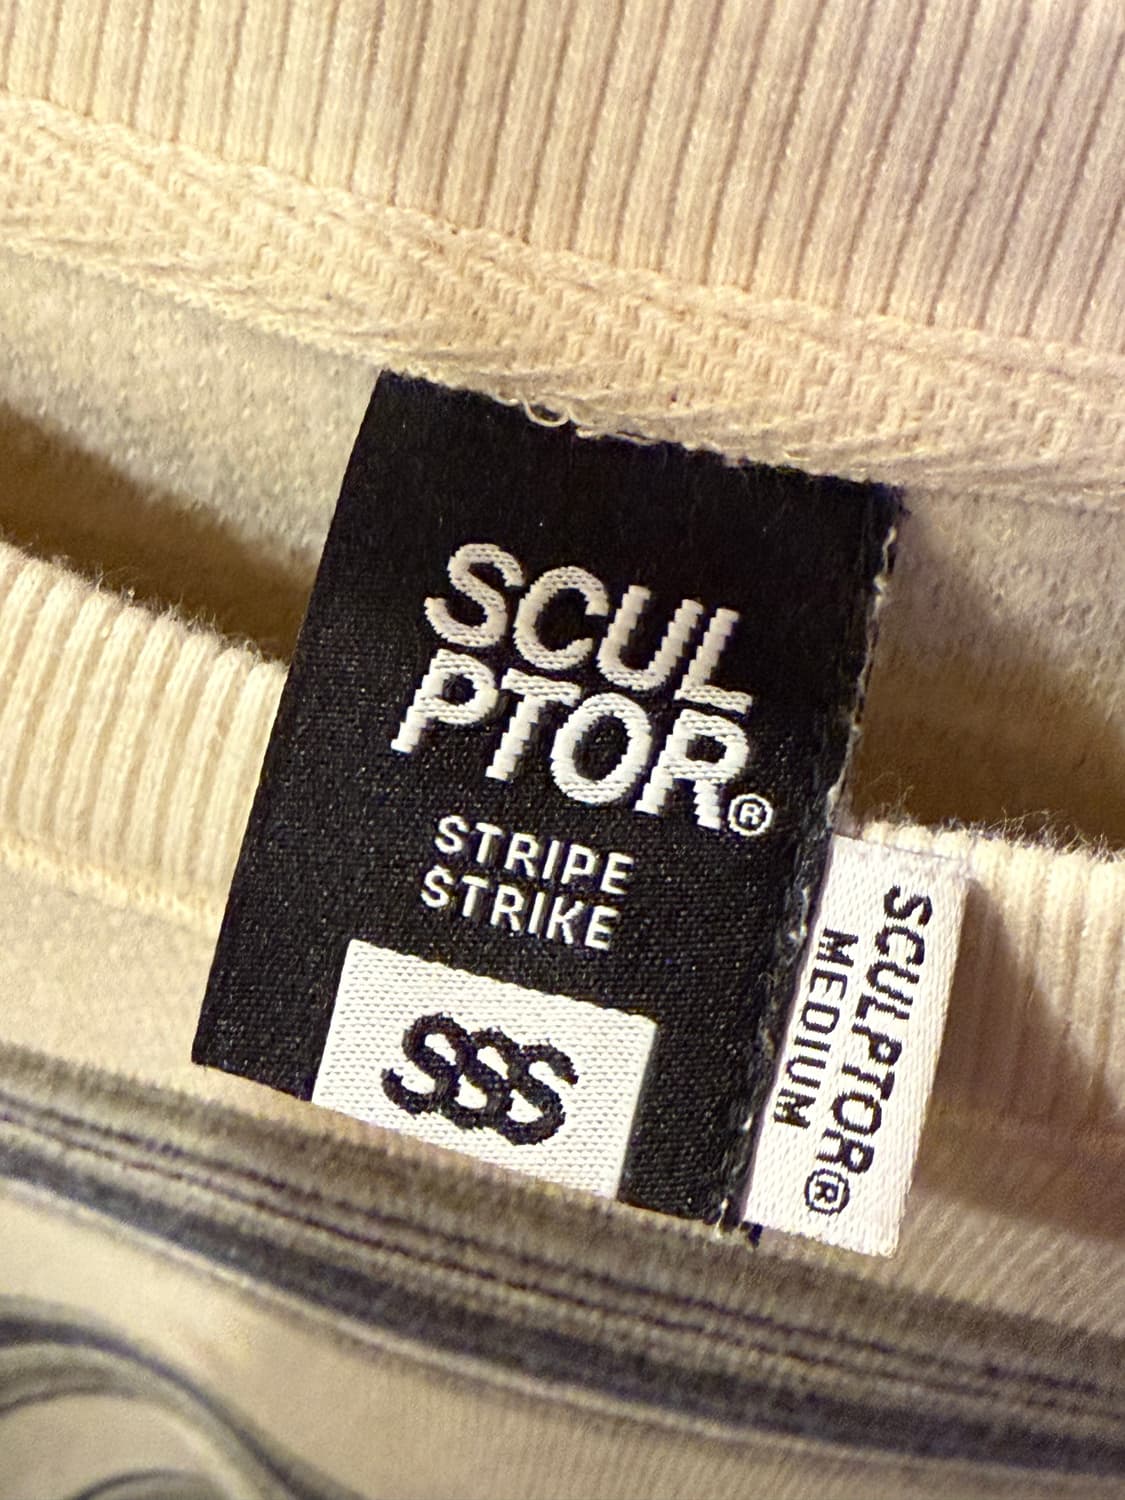 SCUL
PTOR®
STRIPE
STRIKE
SSS
SCULPTOR®
MEDIUM